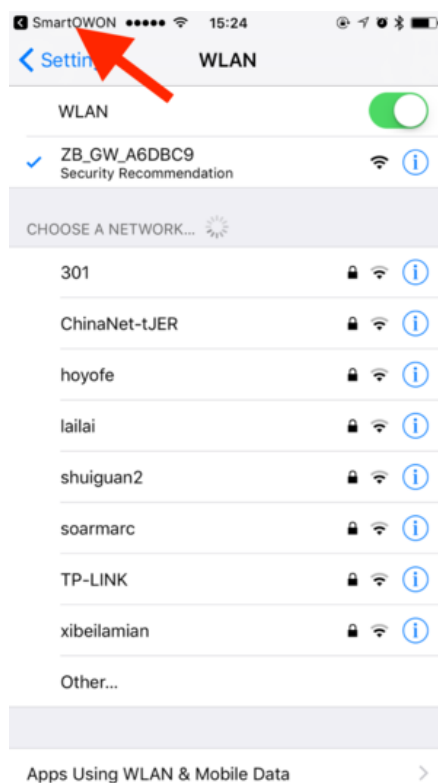 SmartOWON 15:24
Settin WLAN
WLAN
ZB_GW_A6DBC9
Security Recommendation
CHOOSE A NETWORK...
301
ChinaNet-tJER
hoyofe
lailai
shuiguan2
soarmarc
TP-LINK
xibeilamian
Other...
Apps Using WLAN & Mobile Data